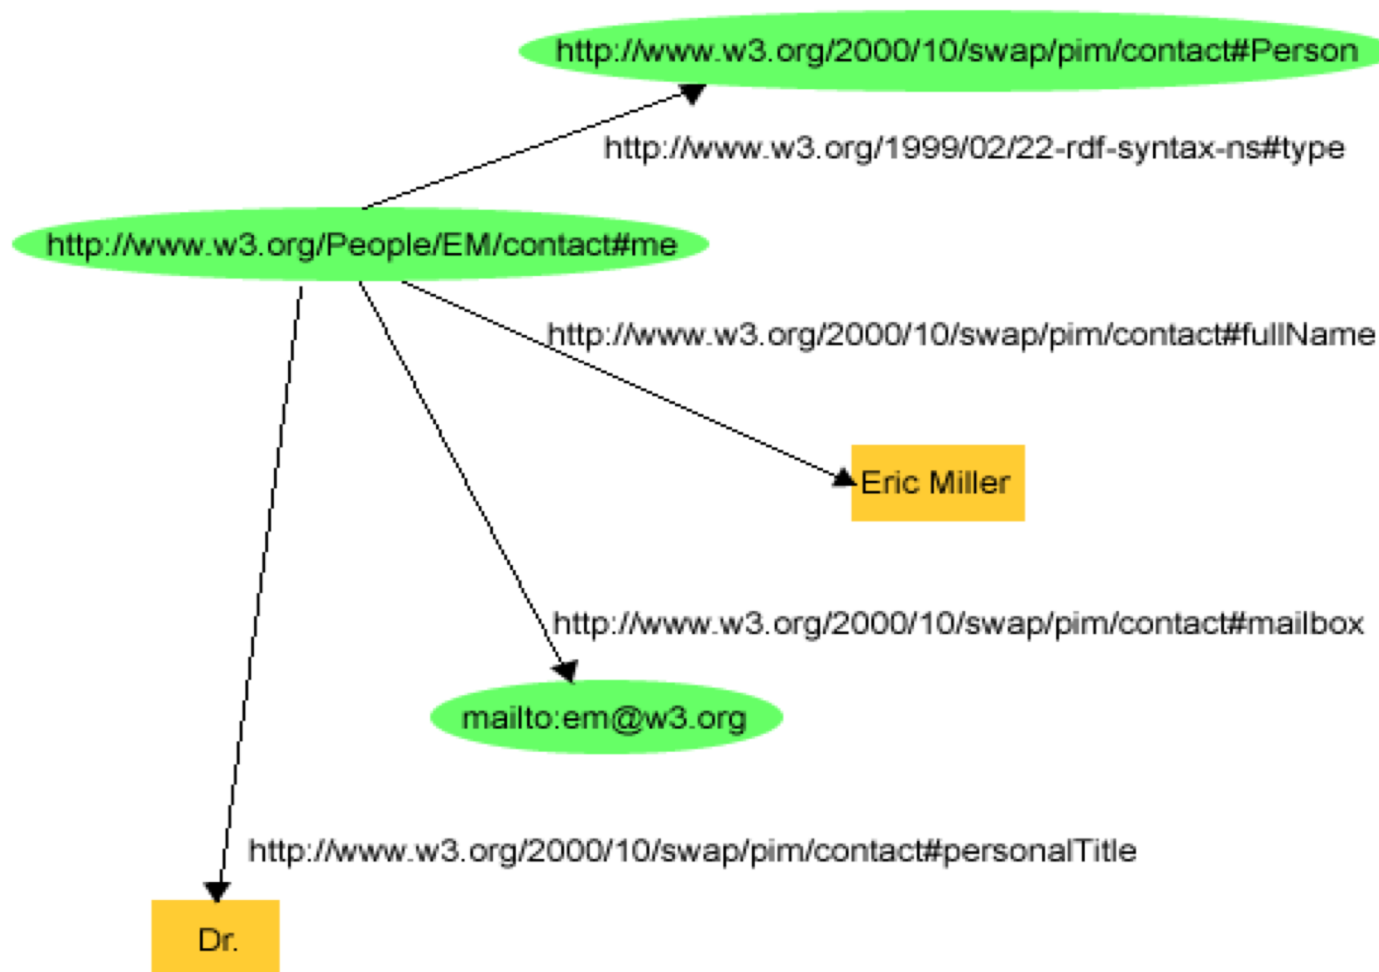 http://www.w3.org/2000/10/swap/pim/contact#Person
http://www.w3.org/1999/02/22-rdf-syntax-ns#type
http://www.w3.org/People/EM/contact#me
http://www.w3.org/2000/10/swap/pim/contact#fullName
Eric Miller
http://www.w3.org/2000/10/swap/pim/contact#mailbox
mailto:em@w3.org
http://www.w3.org/2000/10/swap/pim/contact#personalTitle
Dr.